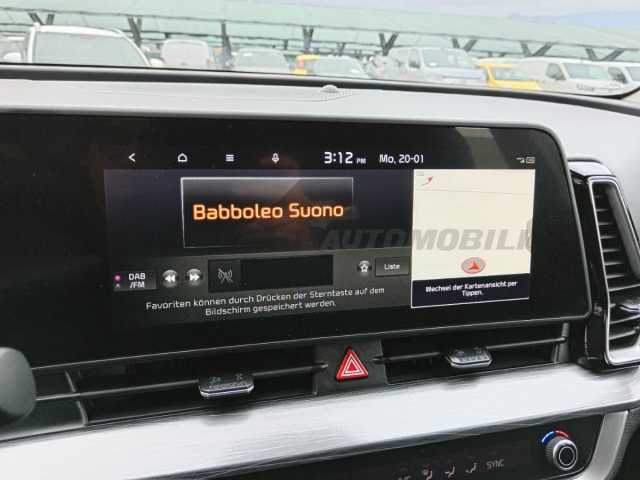 3:12 PM Mo, 20-01
Babboleo Suono
AUTOMOBILE
DAB
/FM
Liste
Favoriten können durch Drücken der Sterntaste auf dem
Bildschirm gespeichert werden.
Wechsel der Kartenansicht per
Tippen.
SYNC